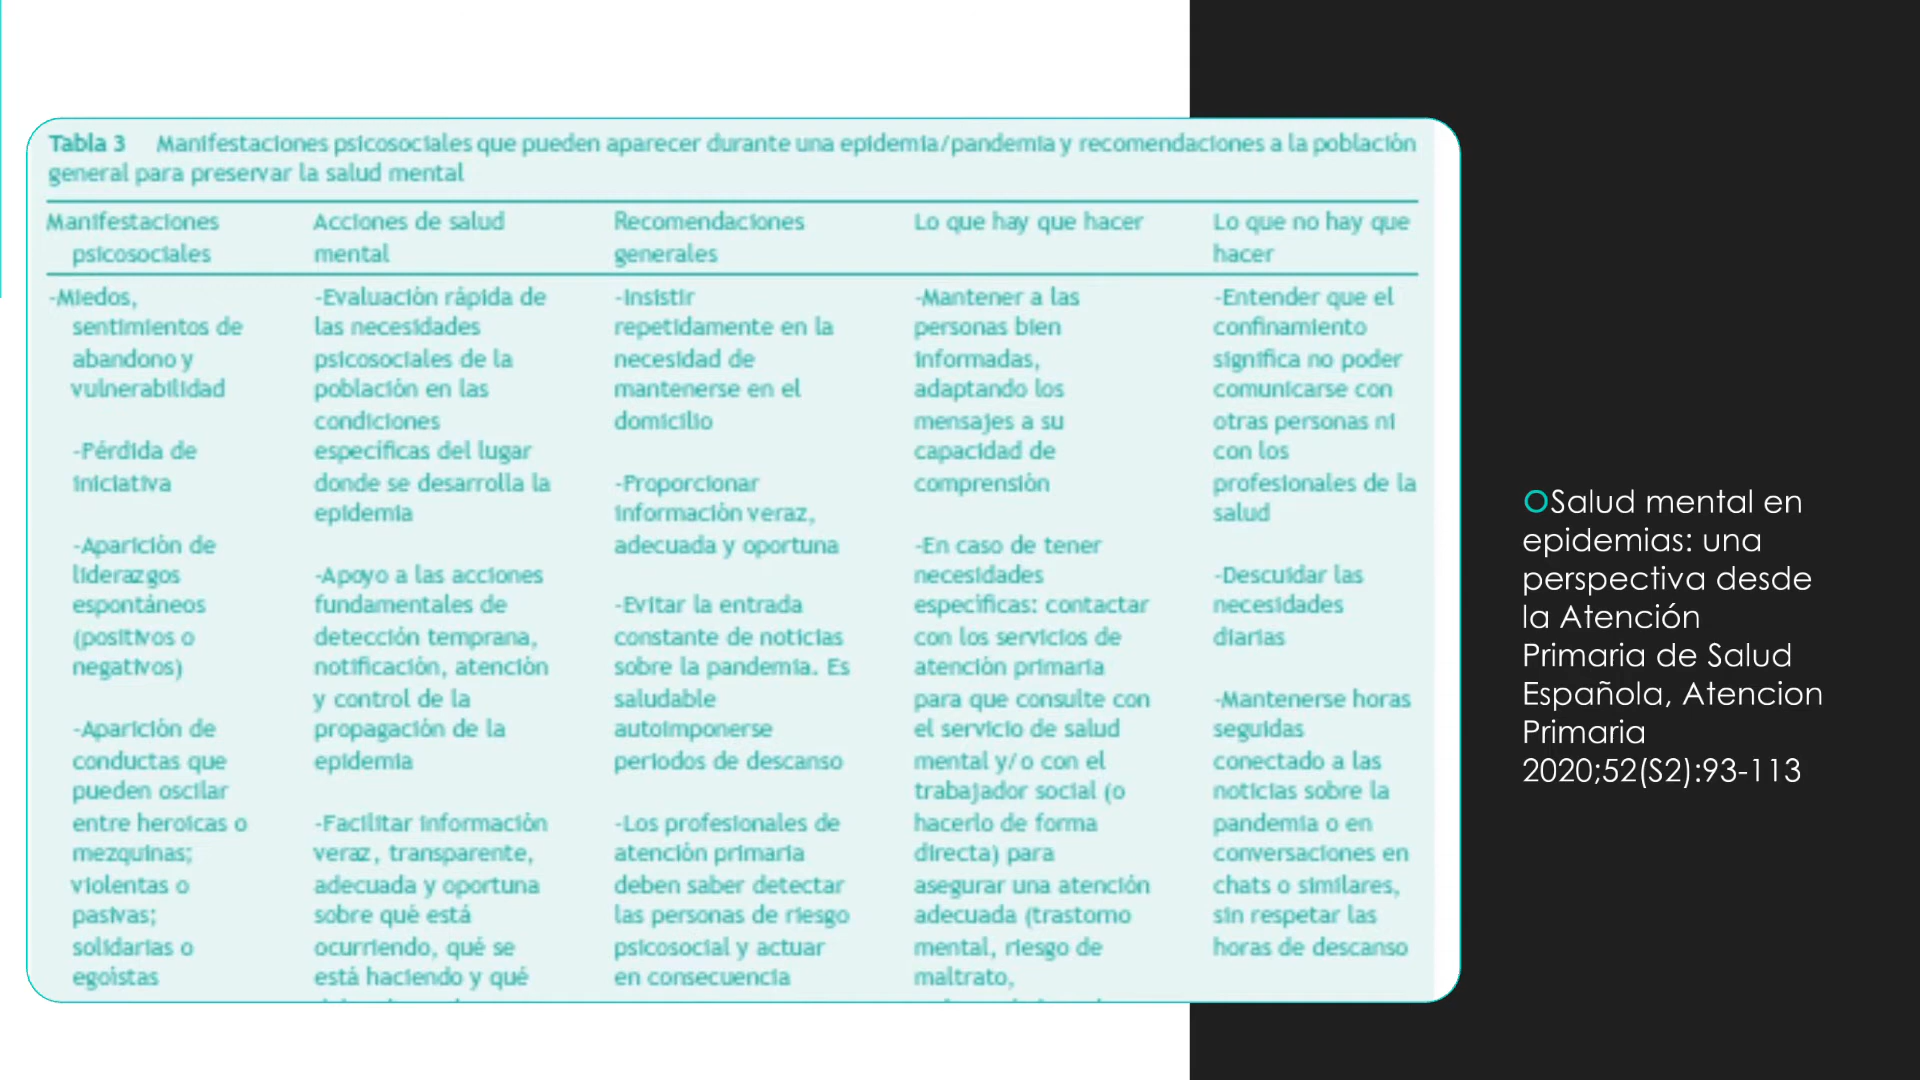 Tabla 3 Manifestaciones psicosociales que pueden aparecer durante una epidemia/pandemia y recomendaciones a la población
general para preservar la salud mental
Manifestaciones
psicosociales
Acciones de salud
mental
Recomendaciones
generales
Lo que hay que hacer
Lo que no hay que
hacer
-Miedos,
sentimientos de
abandono y
vulnerabilidad
-Pérdida de
iniciativa
-Aparición de
liderazgos
espontáneos
(positivos o
negativos)
-Aparición de
conductas que
pueden oscilar
entre heroicas o
mezquinas;
violentas o
pasivas;
solidarias o
egoístas
-Evaluación rápida de
las necesidades
psicosociales de la
población en las
condiciones
específicas del lugar
donde se desarrolla la
epidemia
-Apoyo a las acciones
fundamentales de
detección temprana,
notificación, atención
y control de la
propagación de la
epidemia
-Facilitar información
veraz, transparente,
adecuada y oportuna
sobre qué está
ocurriendo, qué se
está haciendo y qué
-Insistir
repetidamente en la
necesidad de
mantenerse en el
domicilio
-Proporcionar
información veraz,
adecuada y oportuna
-Evitar la entrada
constante de noticias
sobre la pandemia. Es
saludable
autoimponerse
periodos de descanso
-Los profesionales de
atención primaria
deben saber detectar
las personas de riesgo
psicosocial y actuar
en consecuencia
-Mantener a las
personas bien
informadas,
adaptando los
mensajes a su
capacidad de
comprensión
-En caso de tener
necesidades
específicas: contactar
con los servicios de
atención primaria
para que consulte con
el servicio de salud
mental y/o con el
trabajador social (o
hacerlo de forma
directa) para
asegurar una atención
adecuada (trastorno
mental, riesgo de
maltrato,
-Entender que el
confinamiento
significa no poder
comunicarse con
otras personas ni
con los
profesionales de la
salud
-Descuidar las
necesidades
diarias
-Mantenerse horas
seguidas
conectado a las
noticias sobre la
pandemia o en
conversaciones en
chats o similares,
sin respetar las
horas de descanso
Salud mental en
epidemias: una
perspectiva desde
la Atención
Primaria de Salud
Española, Atencion
Primaria
2020;52(S2):93-113